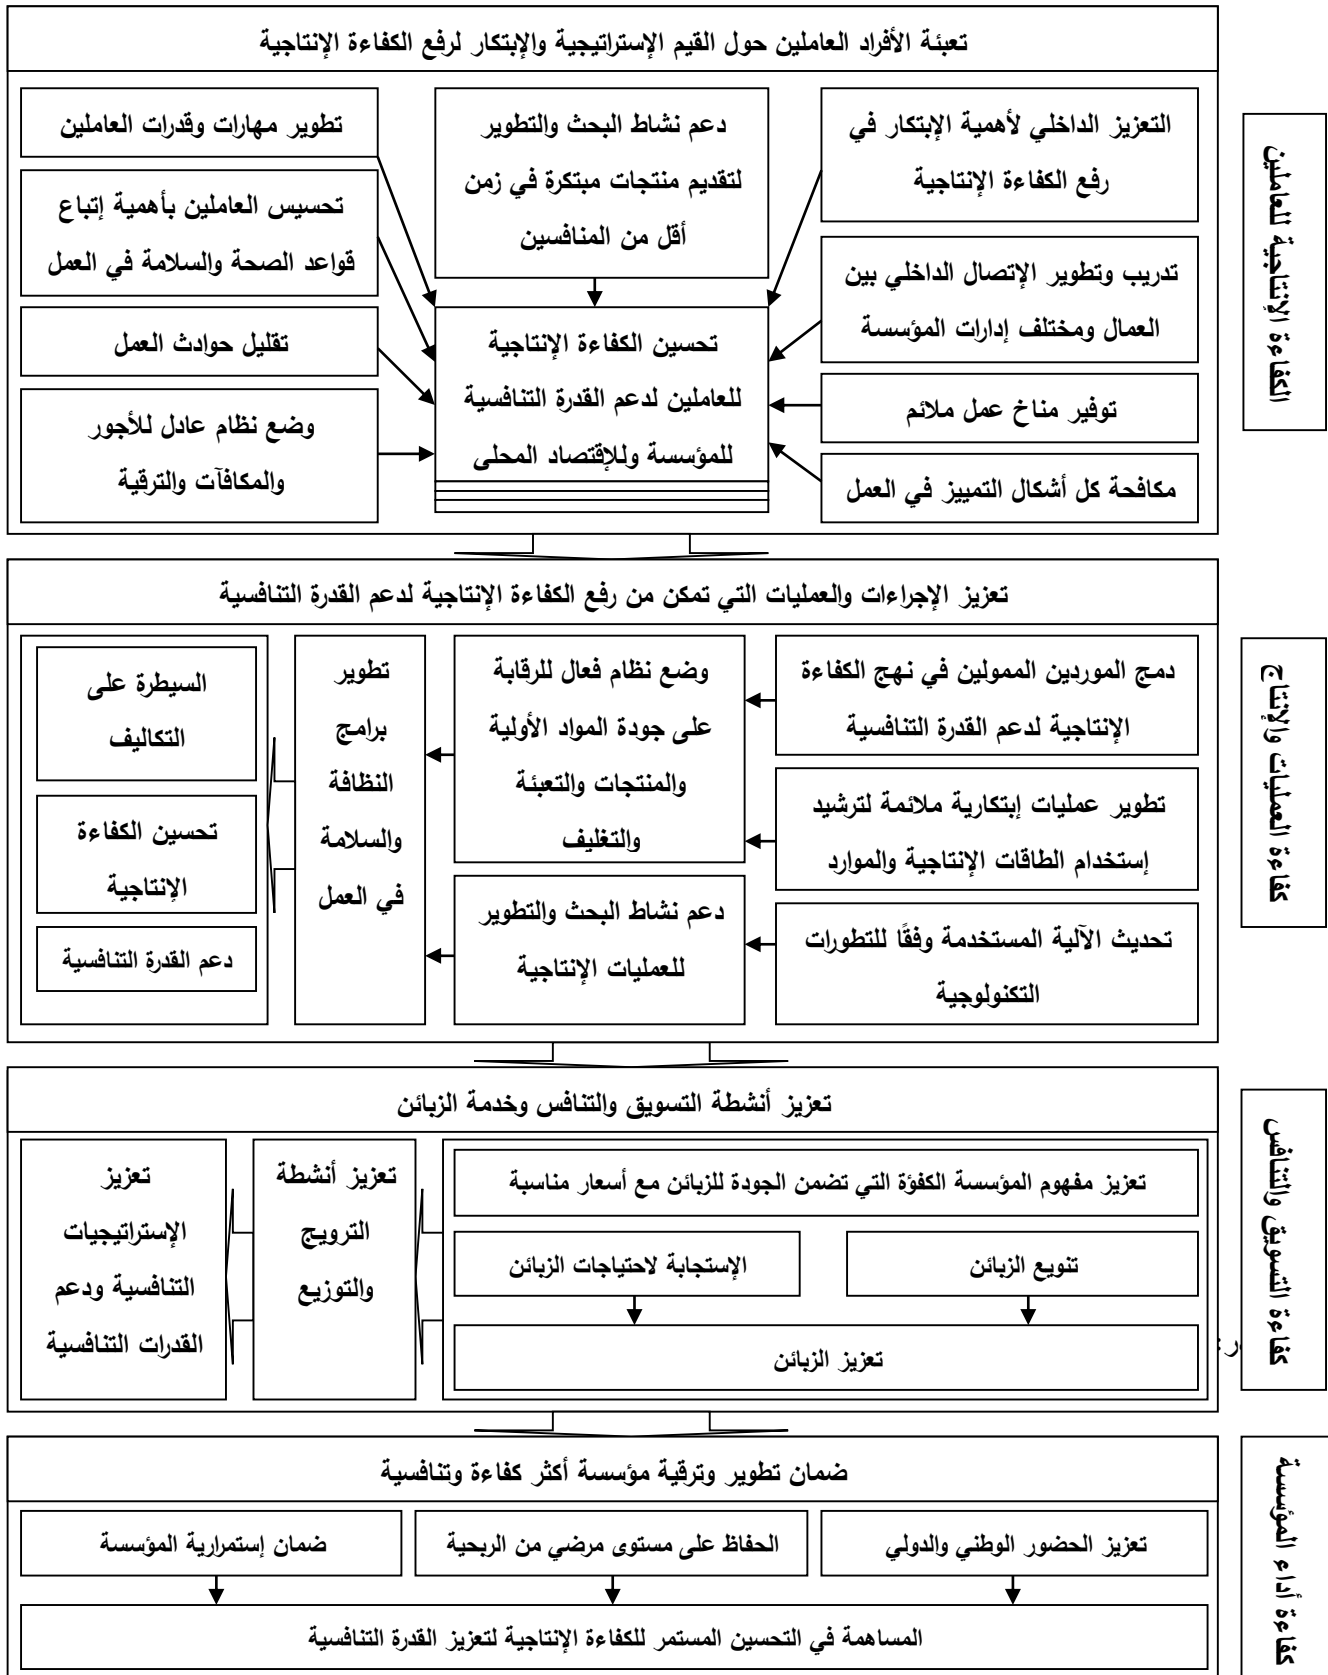 تعبئة الأفراد العاملين حول القيم الإستراتيجية والإبتكار لرفع الكفاءة الإنتاجية
الكفاءة الإنتاجية للعاملين
التعزيز الداخلي لأهمية الإبتكار في
رفع الكفاءة الإنتاجية
تدريب وتطوير الإتصال الداخلي بين
العمال ومختلف إدارات المؤسسة
توفير مناخ عمل ملائم
مكافحة كل أشكال التمييز في العمل
دعم نشاط البحث والتطوير
لتقديم منتجات مبتكرة في زمن
أقل من المنافسين
تحسين الكفاءة الإنتاجية
للعاملين لدعم القدرة التنافسية
للمؤسسة وللإقتصاد المحلى
تطوير مهارات وقدرات العاملين
تحسيس العاملين بأهمية إتباع
قواعد الصحة والسلامة في العمل
تقليل حوادث العمل
وضع نظام عادل للأجور
والمكافآت والترقية
تعزيز الإجراءات والعمليات التي تمكن من رفع الكفاءة الإنتاجية لدعم القدرة التنافسية
كفاءة العمليات والإنتاج
دمج الموردين الممولين في نهج الكفاءة
الإنتاجية لدعم القدرة التنافسية
تطوير عمليات إبتكارية ملائمة لترشيد
إستخدام الطاقات الإنتاجية والموارد
تحديث الآلية المستخدمة وفقًا للتطورات
التكنولوجية
وضع نظام فعال للرقابة
على جودة المواد الأولية
والمنتجات والتعبئة
والتغليف
دعم نشاط البحث والتطوير
للعمليات الإنتاجية
تطوير
برامج
النظافة
والسلامة
في العمل
السيطرة على
التكاليف
تحسين الكفاءة
الإنتاجية
دعم القدرة التنافسية
تعزيز أنشطة التسويق والتنافس وخدمة الزبائن
كفاءة التسويق والتنافس
تعزيز مفهوم المؤسسة الكفؤة التي تضمن الجودة للزبائن مع أسعار مناسبة
تنويع الزبائن
الإستجابة لاحتياجات الزبائن
تعزيز الزبائن
تعزيز أنشطة
الترويج
والتوزيع
تعزيز
الإستراتيجيات
التنافسية ودعم
القدرات التنافسية
ضمان تطوير وترقية مؤسسة أكثر كفاءة وتنافسية
كفاءة أداء المؤسسة
تعزيز الحضور الوطني والدولي
الحفاظ على مستوى مرضي من الربحية
ضمان إستمرارية المؤسسة
المساهمة في التحسين المستمر للكفاءة الإنتاجية لتعزيز القدرة التنافسية